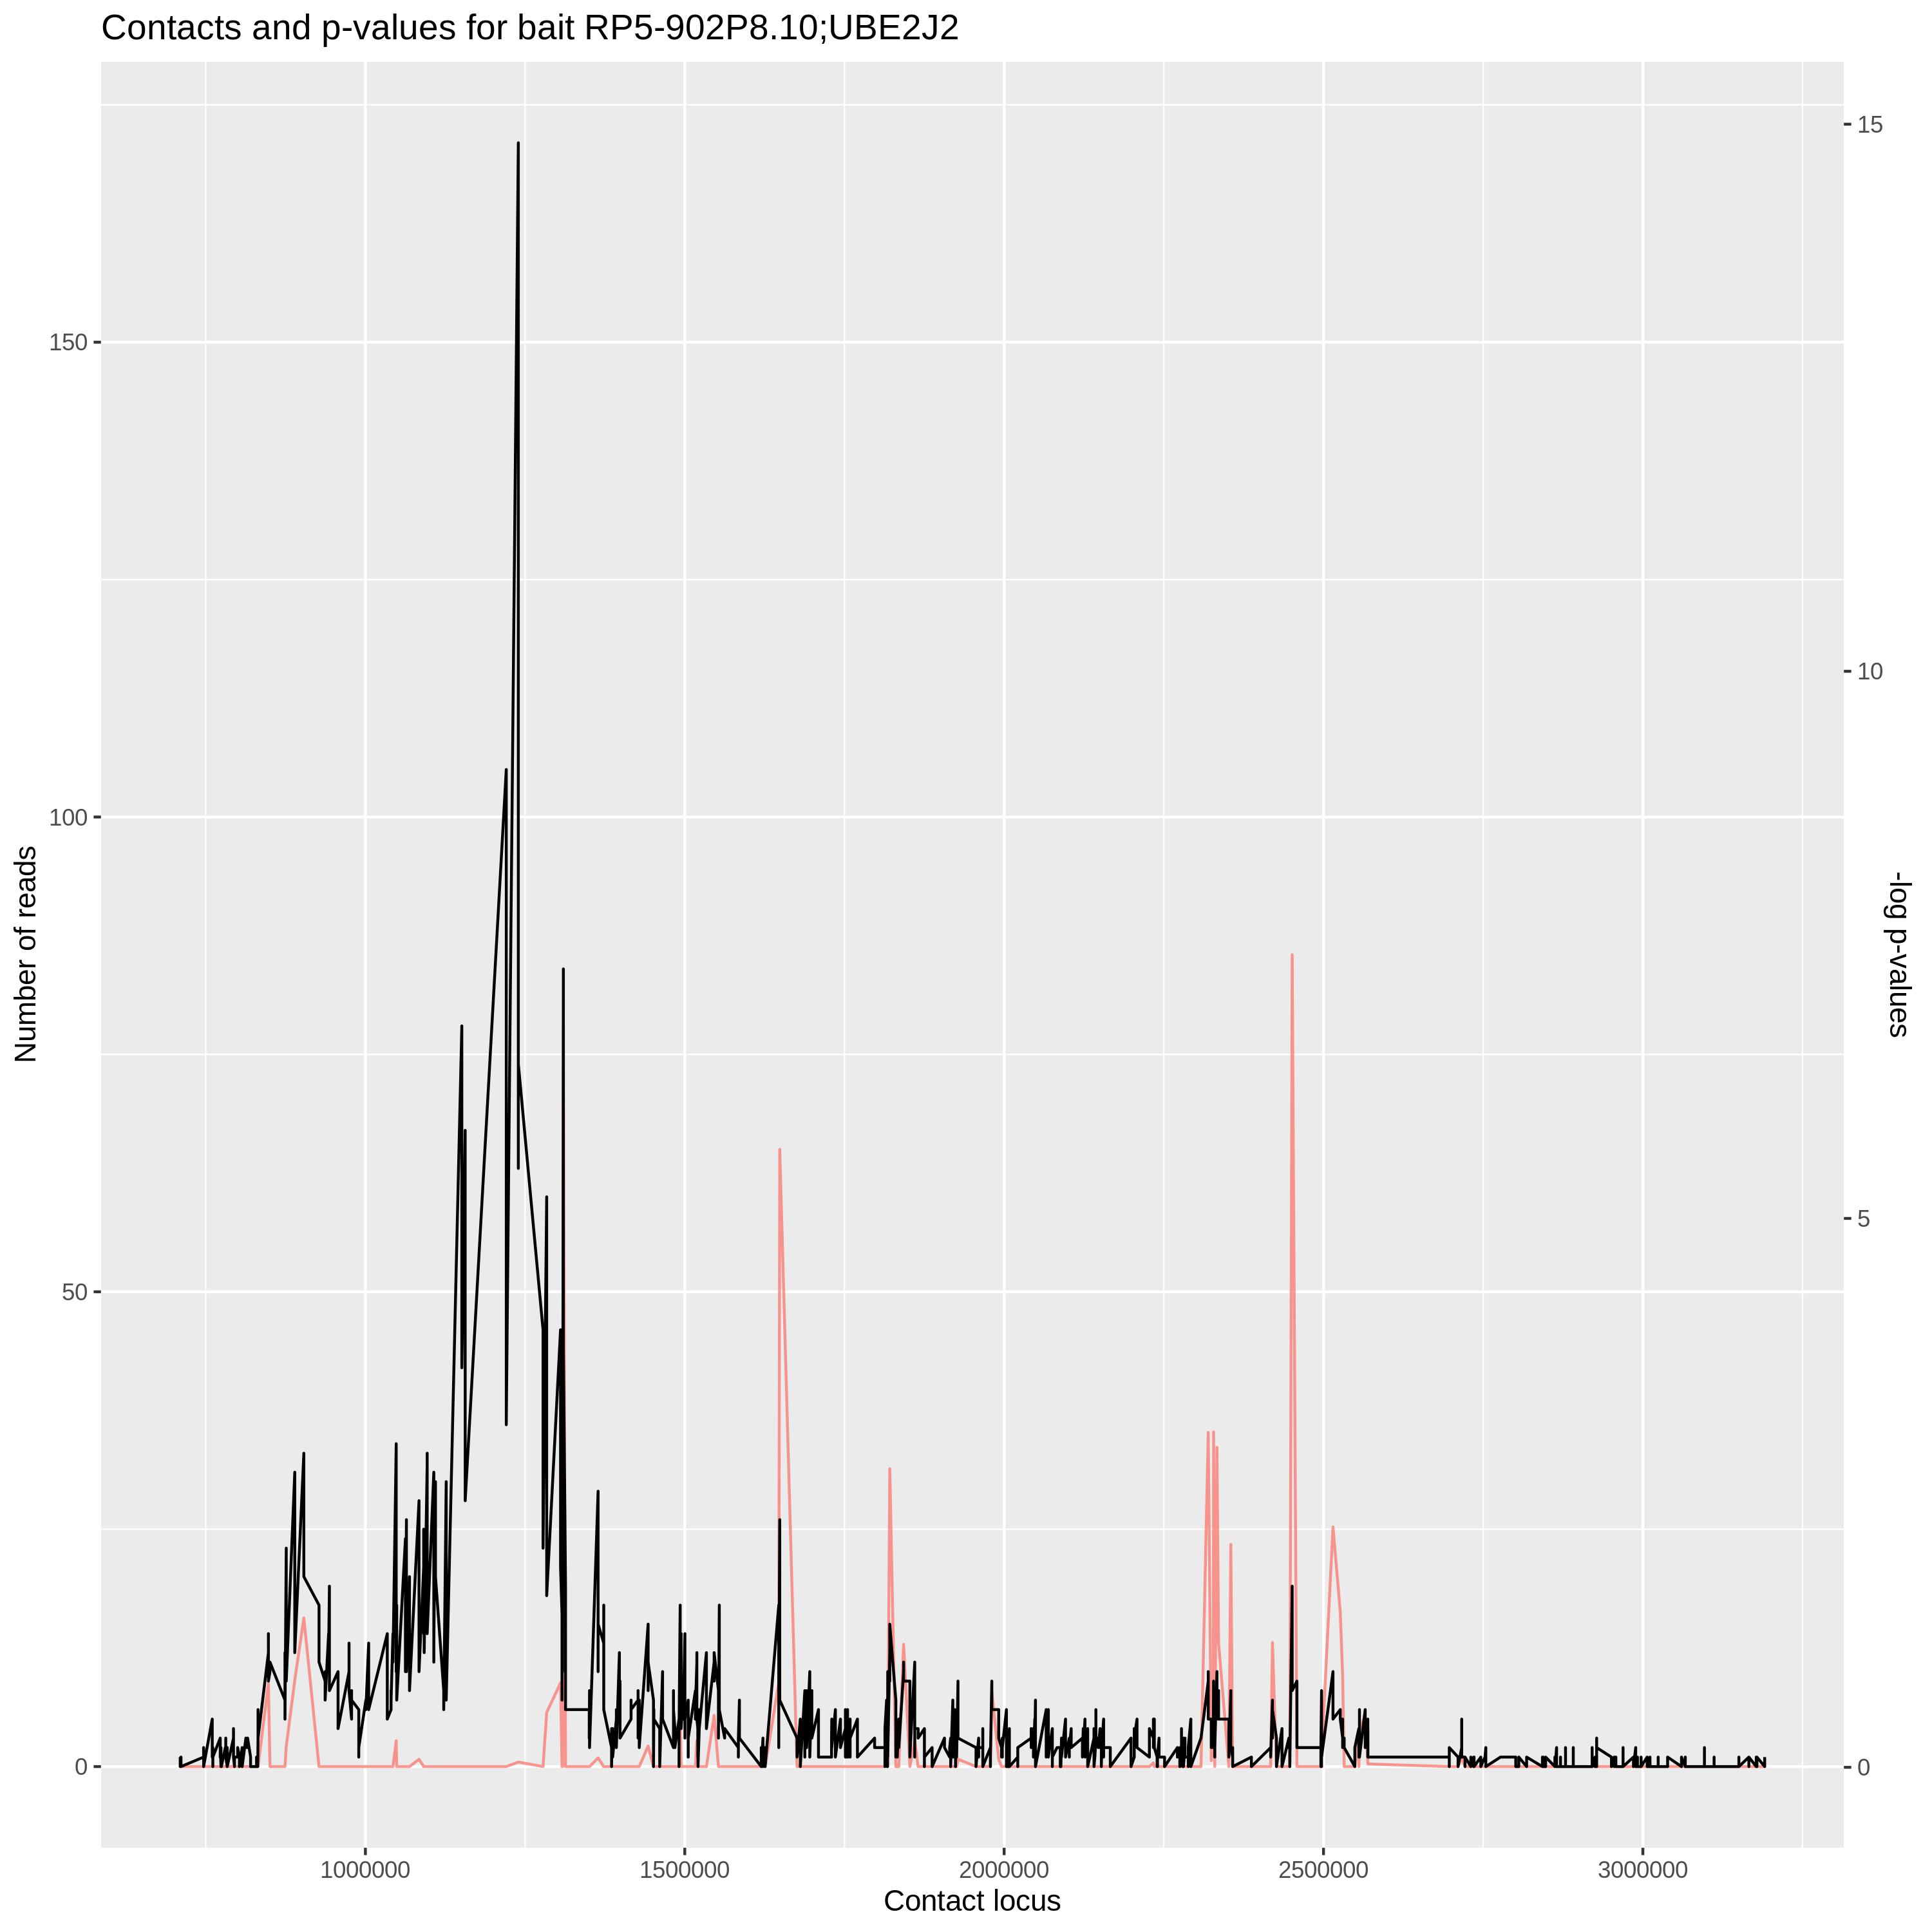 Contacts and p-values for bait RP5-902P8.10;UBE2J2
150
100
50
0
Number of reads
15
10
5
0
-log p-values
1000000 1500000 2000000 2500000 3000000
Contact locus